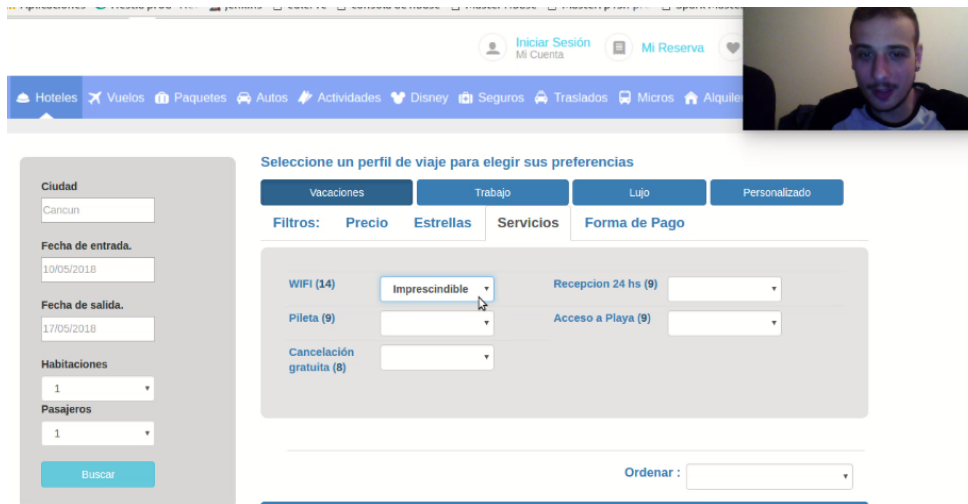 Iniciar Sesión
Mi Cuenta
Mi Reserva
Hoteles Vuelos Paquetes Autos Actividades Disney Seguros Traslados Micros
Seleccione un perfil de viaje para elegir sus preferencias
Vacaciones Trabajo Lujo Personalizado
Filtros: Precio Estrellas Servicios Forma de Pago
Ciudad
Cancun
Fecha de entrada.
10/05/2018
Fecha de salida.
17/05/2018
Habitaciones
1
Pasajeros
1
Buscar
WIFI (14) Imprescindible Recepcion 24 hs (9)
Pileta (9) Acceso a Playa (9)
Cancelación
gratuita (8)
Ordenar :